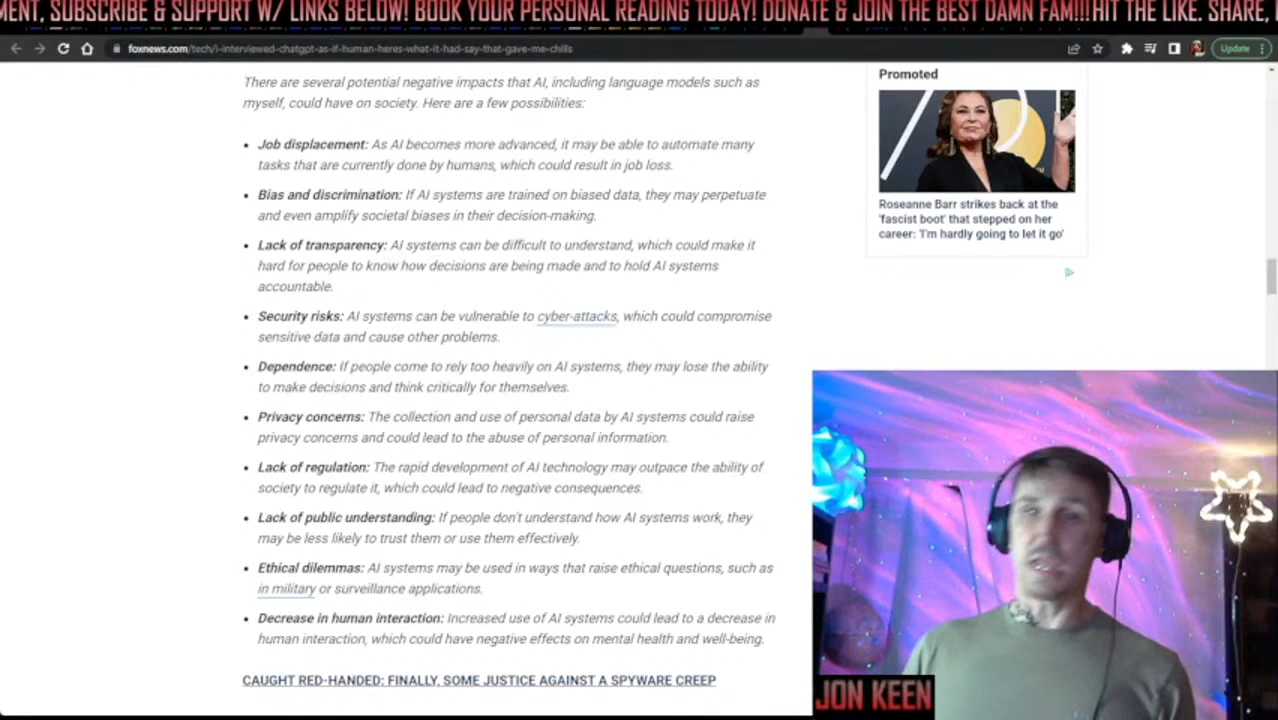 MENT, SUBSCRIBE & SUPPORT W/ LINKS BELOW! BOOK YOUR PERSONAL READING TODAY! DONATE & JOIN THE BEST DAMN FAM!!! HIT THE LIKE. SHARE,
foxnews.com/tech/i-interviewed-chatgpt-as-if-human-heres-what-it-had-say-that-gave-me-chills
Update
There are several potential negative impacts that AI, including language models such as
myself, could have on society. Here are a few possibilities:
• Job displacement: As AI becomes more advanced, it may be able to automate many
tasks that are currently done by humans, which could result in job loss.
• Bias and discrimination: If AI systems are trained on biased data, they may perpetuate
and even amplify societal biases in their decision-making.
• Lack of transparency: AI systems can be difficult to understand, which could make it
hard for people to know how decisions are being made and to hold AI systems
accountable.
• Security risks: AI systems can be vulnerable to cyber-attacks, which could compromise
sensitive data and cause other problems.
• Dependence: If people come to rely too heavily on AI systems, they may lose the ability
to make decisions and think critically for themselves.
• Privacy concerns: The collection and use of personal data by AI systems could raise
privacy concerns and could lead to the abuse of personal information.
• Lack of regulation: The rapid development of AI technology may outpace the ability of
society to regulate it, which could lead to negative consequences.
• Lack of public understanding: If people don't understand how AI systems work, they
may be less likely to trust them or use them effectively.
• Ethical dilemmas: AI systems may be used in ways that raise ethical questions, such as
in military or surveillance applications.
• Decrease in human interaction: Increased use of AI systems could lead to a decrease in
human interaction, which could have negative effects on mental health and well-being.
CAUGHT RED-HANDED: FINALLY, SOME JUSTICE AGAINST A SPYWARE CREEP
Promoted
Roseanne Barr strikes back at the
'fascist boot' that stepped on her
career: 'I'm hardly going to let it go'
JON KEEN